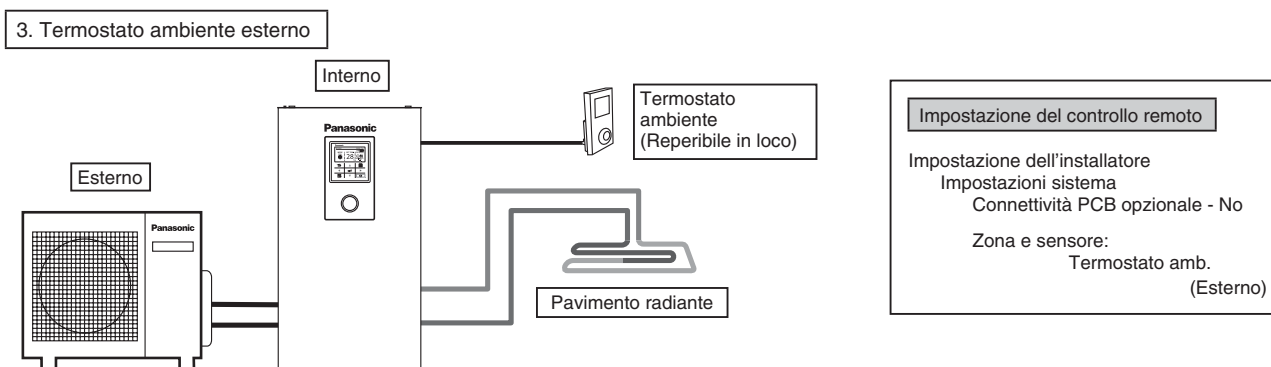 3. Termostato ambiente esterno
Interno
Termostato
ambiente
(Reperibile in loco)
Panasonic
Esterno
Panasonic
Pavimento radiante
Impostazione del controllo remoto
Impostazione dell'installatore
Impostazioni sistema
Connettività PCB opzionale - No
Zona e sensore:
Termostato amb.
(Esterno)